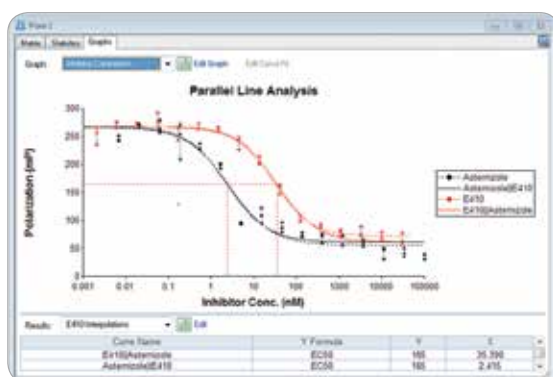 Plate 1
Matrix Statistics Graphs
Graph: Edit Graph Edit Curve Fit
Parallel Line Analysis
Polarization (mP)
300
250
200
150
100
50
0
0.001 0.01 0.1 1 10 100 1000 10000 100000
Inhibitor Conc. (nM)
Astemizole
Astemizole|E410
E410
E410|Astemizole
Results: E410 Interpolations Edit
Curve Name Y Formula Y X
E410|Astemizole EC50 165 35.390
Astemizole|E410 EC50 165 2.415